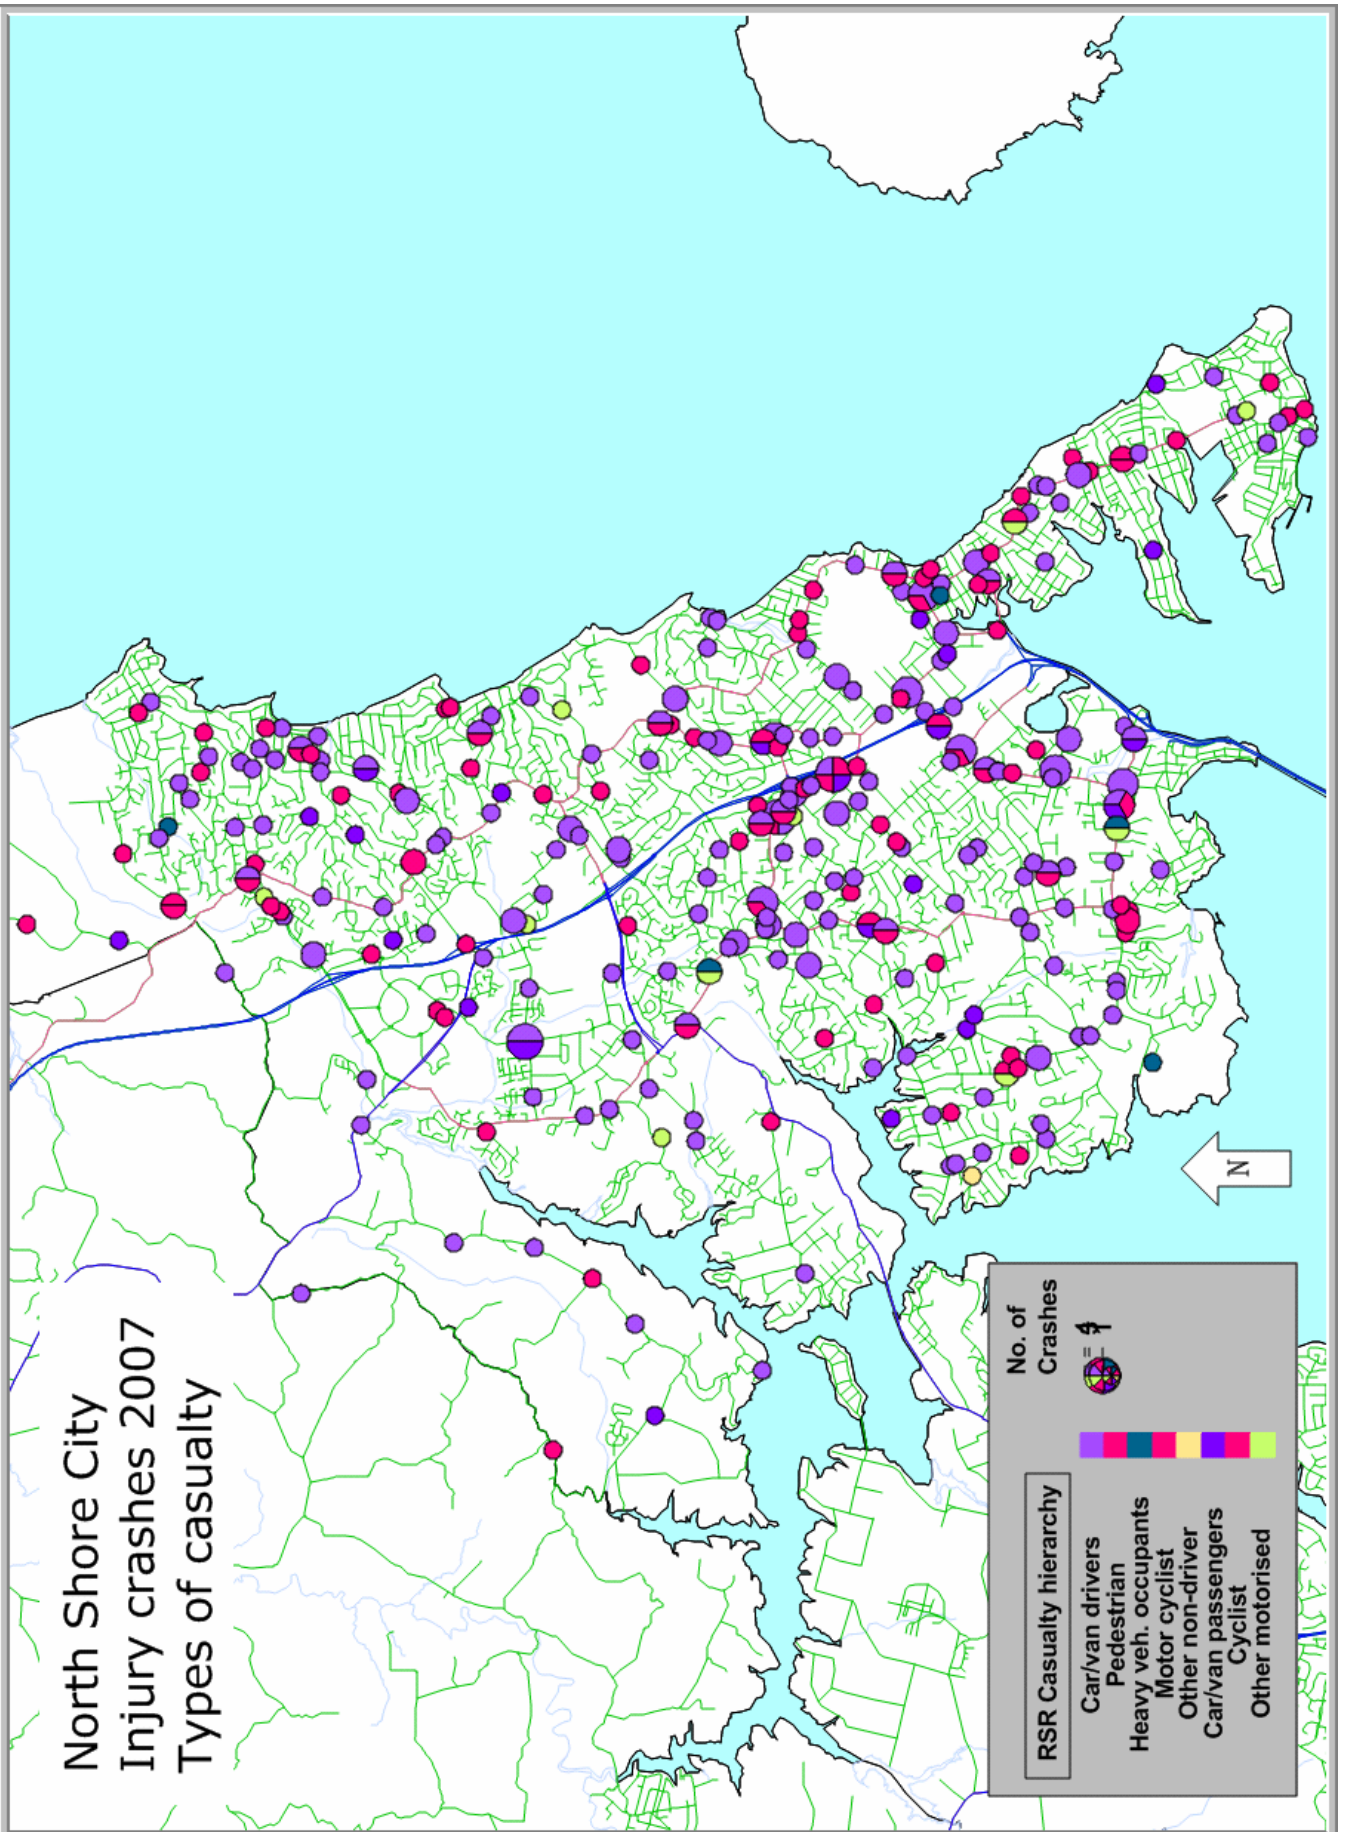 North Shore City
Injury crashes 2007
Types of casualty
N
RSR Casualty hierarchy
Car/van drivers
Pedestrian
Heavy veh. occupants
Motor cyclist
Other non-driver
Car/van passengers
Cyclist
Other motorised
No. of
Crashes